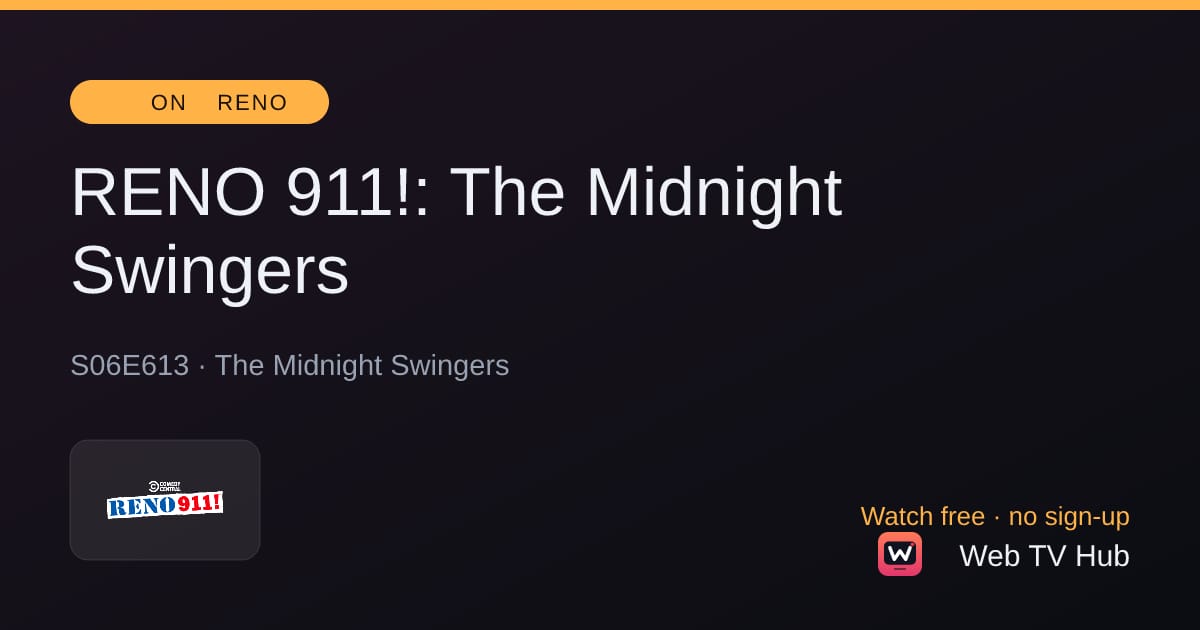 ON RENO
RENO 911!: The Midnight
Swingers
S06E613 · The Midnight Swingers
COMEDY
CENTRAL
RENO 911!
Watch free · no sign-up
W
Web TV Hub